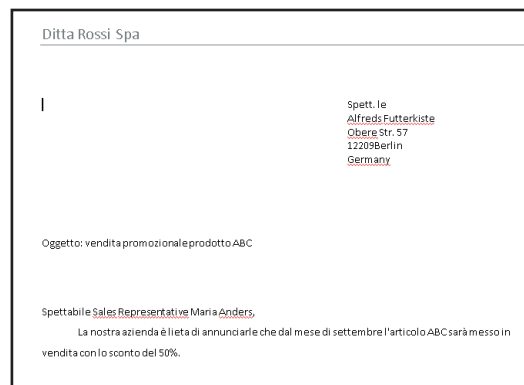 Ditta Rossi Spa
Spett. le
Alfreds Futterkiste
Obere Str. 57
12209Berlin
Germany
Oggetto: vendita promozionale prodotto ABC
Spettabile Sales Representative Maria Anders,
La nostra azienda è lieta di annunciarle che dal mese di settembre l'articolo ABC sarà messo in
vendita con lo sconto del 50%.